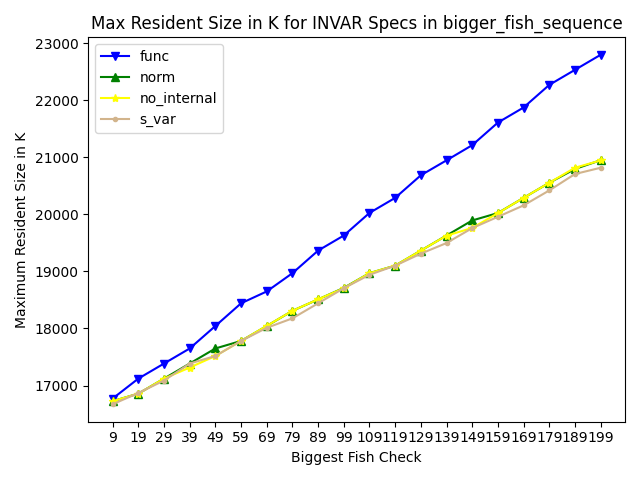 Max Resident Size in K for INVAR Specs in bigger_fish_sequence
func
norm
no_internal
s_var
Maximum Resident Size in K
23000
22000
21000
20000
19000
18000
17000
9 19 29 39 49 59 69 79 89 99 109 119 129 139 149 159 169 179 189 199
Biggest Fish Check